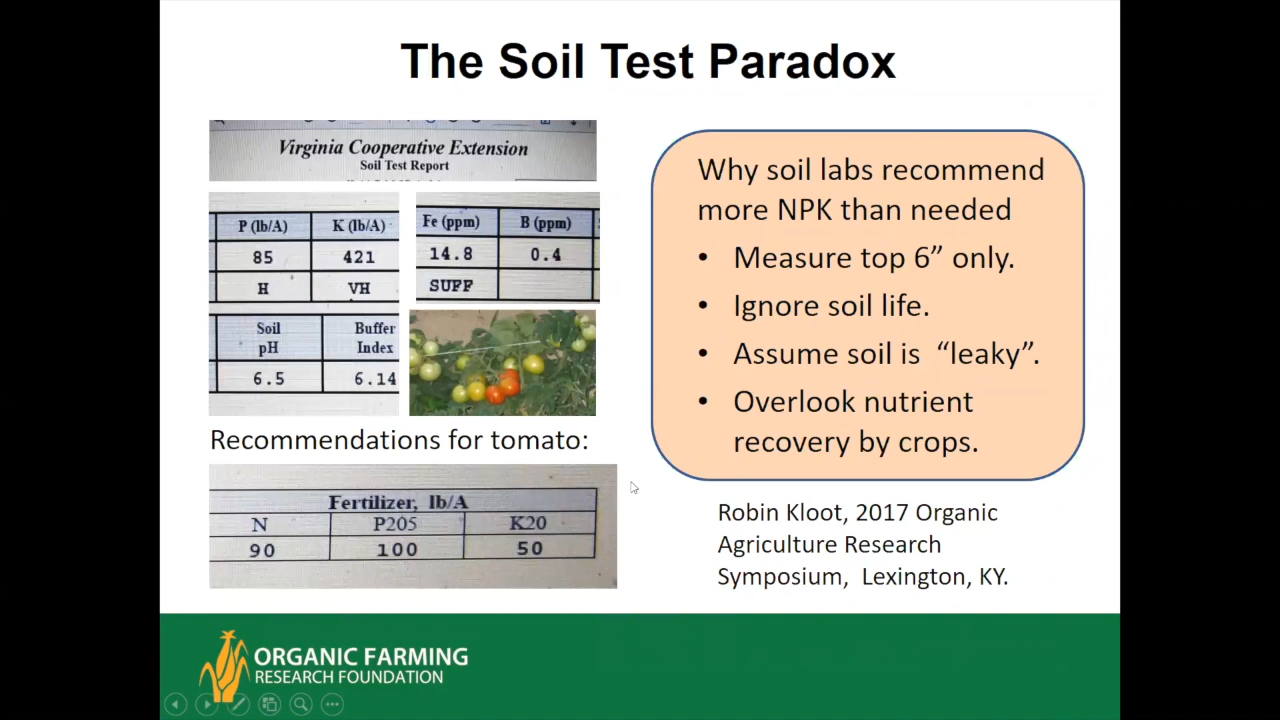 The Soil Test Paradox
Virginia Cooperative Extension
Soil Test Report
P (lb/A) K (lb/A)
85 421
H VH
Fe (ppm) B (ppm)
14.8 0.4
SUFF
Soil pH Buffer Index
6.5 6.14
Recommendations for tomato:
Fertilizer, lb/A
N P205 K20
90 100 50
Why soil labs recommend
more NPK than needed
• Measure top 6” only.
• Ignore soil life.
• Assume soil is “leaky”.
• Overlook nutrient
recovery by crops.
Robin Kloot, 2017 Organic
Agriculture Research
Symposium, Lexington, KY.
ORGANIC FARMING
RESEARCH FOUNDATION